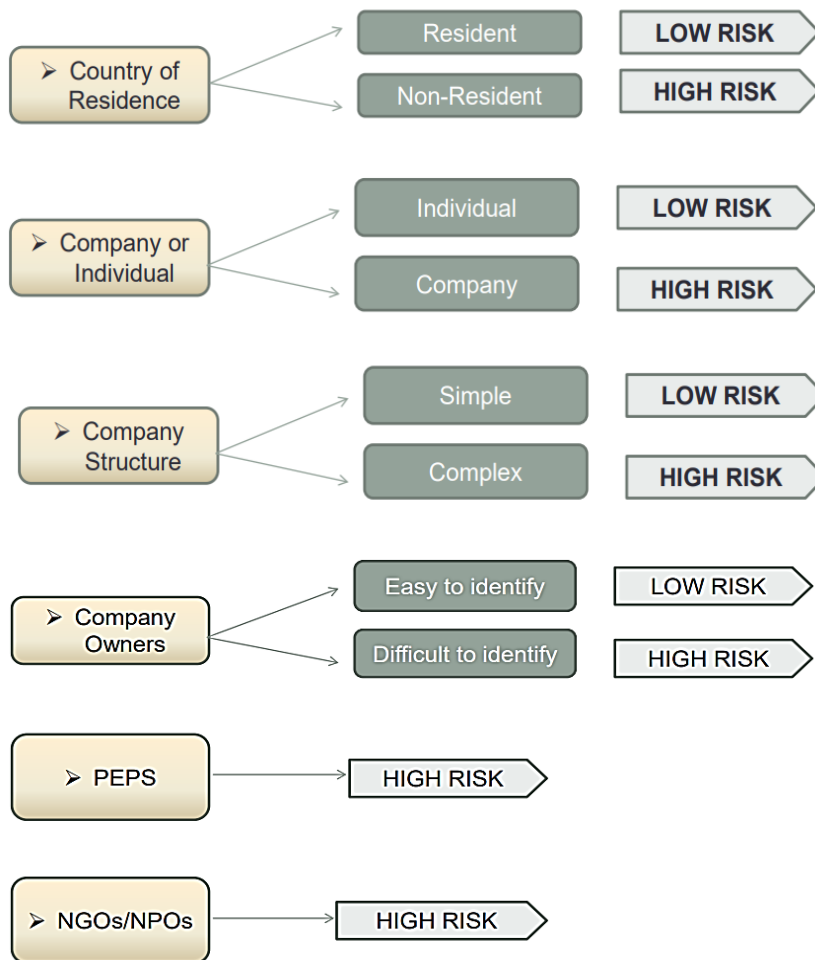 Resident
LOW RISK
➢ Country of
Residence
Non-Resident
HIGH RISK
Individual
LOW RISK
➢ Company or
Individual
Company
HIGH RISK
Simple
LOW RISK
➢ Company
Structure
Complex
HIGH RISK
Easy to identify
LOW RISK
➢ Company
Owners
Difficult to identify
HIGH RISK
➢ PEPS
HIGH RISK
➢ NGOs/NPOs
HIGH RISK